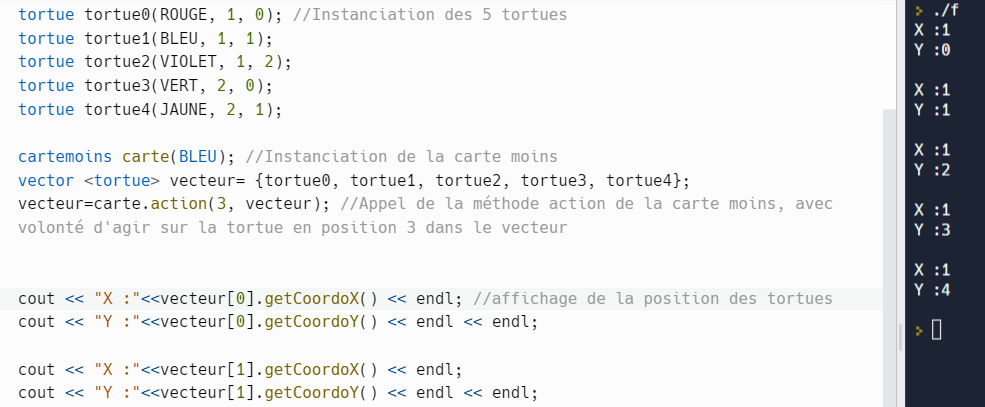 tortue tortue0(ROUGE, 1, 0); //Instanciation des 5 tortues
tortue tortue1(BLEU, 1, 1);
tortue tortue2(VIOLET, 1, 2);
tortue tortue3(VERT, 2, 0);
tortue tortue4(JAUNE, 2, 1);
cartemoins carte(BLEU); //Instanciation de la carte moins
vector <tortue> vecteur= {tortue0, tortue1, tortue2, tortue3, tortue4};
vecteur=carte.action(3, vecteur); //Appel de la méthode action de la carte moins, avec
volonté d'agir sur la tortue en position 3 dans le vecteur
cout << "X :"<<vecteur[0].getCoordoX() << endl; //affichage de la position des tortues
cout << "Y :"<<vecteur[0].getCoordoY() << endl << endl;
cout << "X :"<<vecteur[1].getCoordoX() << endl;
cout << "Y :"<<vecteur[1].getCoordoY() << endl << endl;
> ./f
X :1
Y :0
X :1
Y :1
X :1
Y :2
X :1
Y :3
X :1
Y :4
>